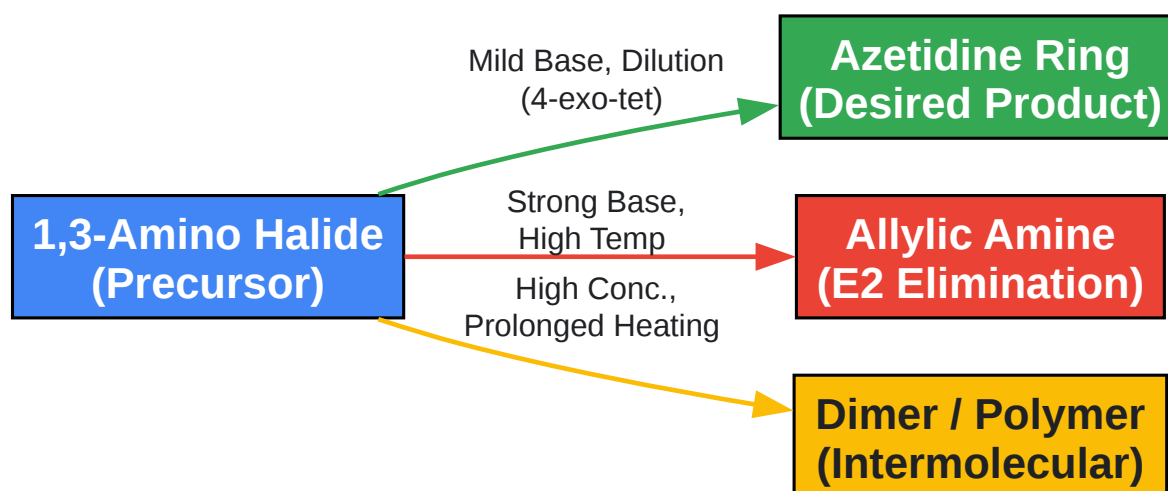 Mild Base, Dilution
(4-exo-tet)
Azetidine Ring
(Desired Product)
1,3-Amino Halide
(Precursor)
Strong Base,
High Temp
Allylic Amine
(E2 Elimination)
High Conc.,
Prolonged Heating
Dimer / Polymer
(Intermolecular)